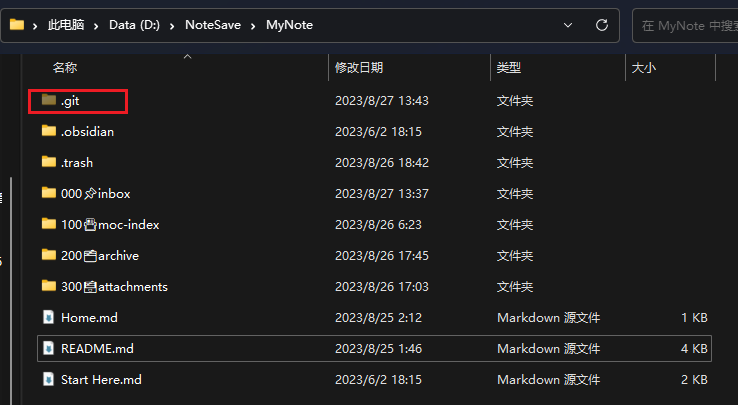 此电脑 > Data (D:) > NoteSave > MyNote
在 MyNote 中搜索
名称 修改日期 类型 大小
.git 2023/8/27 13:43 文件夹
.obsidian 2023/6/2 18:15 文件夹
.trash 2023/8/26 18:42 文件夹
000📌inbox 2023/8/27 13:37 文件夹
100moc-index 2023/8/26 6:23 文件夹
200archive 2023/8/26 17:45 文件夹
300attachments 2023/8/26 17:03 文件夹
Home.md 2023/8/25 2:12 Markdown 源文件 1 KB
README.md 2023/8/25 1:46 Markdown 源文件 4 KB
Start Here.md 2023/6/2 18:15 Markdown 源文件 2 KB